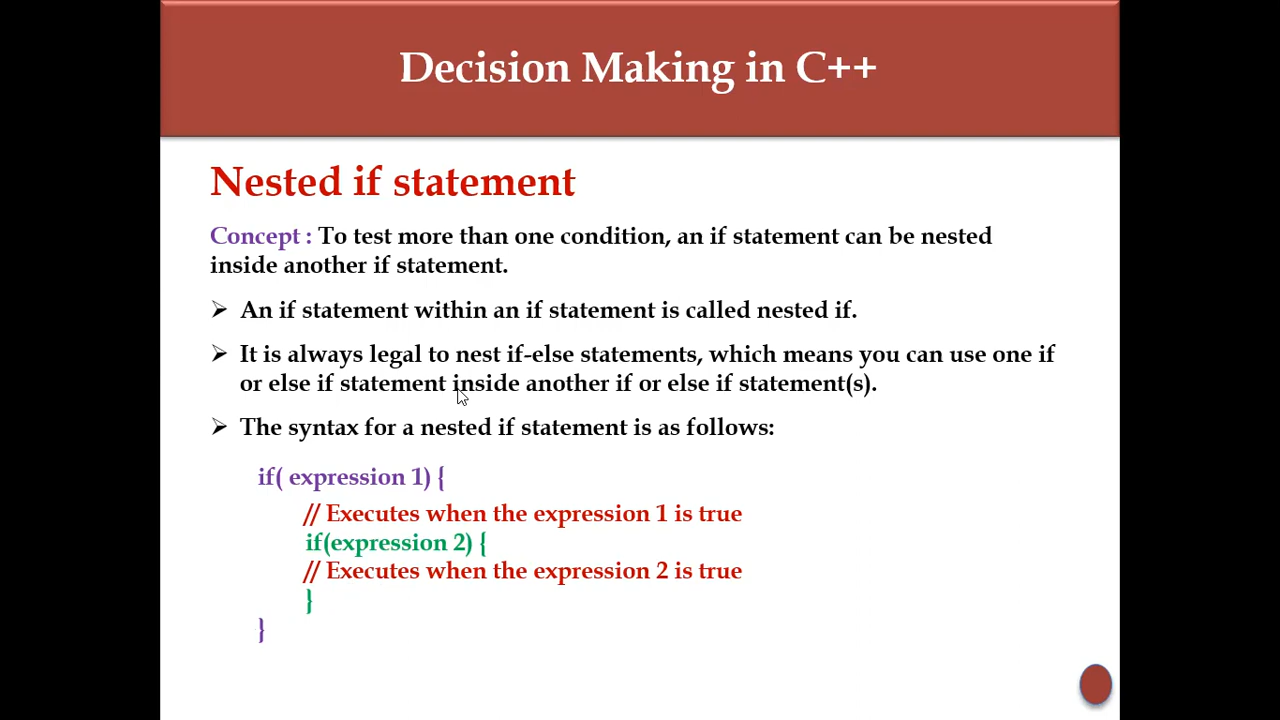 Decision Making in C++
Nested if statement
Concept : To test more than one condition, an if statement can be nested
inside another if statement.
➢ An if statement within an if statement is called nested if.
➢ It is always legal to nest if-else statements, which means you can use one if
or else if statement inside another if or else if statement(s).
➢ The syntax for a nested if statement is as follows:
if( expression 1) {
// Executes when the expression 1 is true
if(expression 2) {
// Executes when the expression 2 is true
}
}